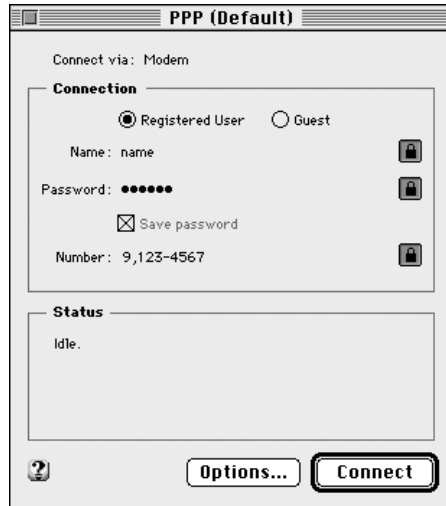 PPP (Default)
Connect via: Modem
Connection
Registered User Guest
Name: name
Password: ••••••
Save password
Number: 9,123-4567
Status
Idle.
?
Options... Connect